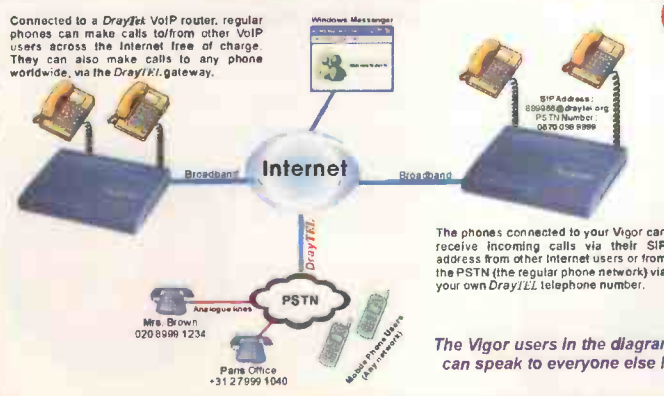 Connected to a DrayTek VoIP router, regular
phones can make calls to/from other VoIP
users across the Internet free of charge.
They can also make calls to any phone
worldwide, via the DrayTEL gateway.
Windows Messenger
SIP Address :
PSTN Number :
0870 098 9999
Broadband
Internet
Broadband
DrayTEL
The phones connected to your Vigor can
receive incoming calls via their SIP
address from other Internet users or from
the PSTN (the regular phone network) via
your own DrayTEL telephone number.
PSTN
Analogue lines
Mrs. Brown
020 8999 1234
Paris Office
+31 27999 1040
Mobile Phone Users
(Any network)
The Vigor users in the diagram
can speak to everyone else